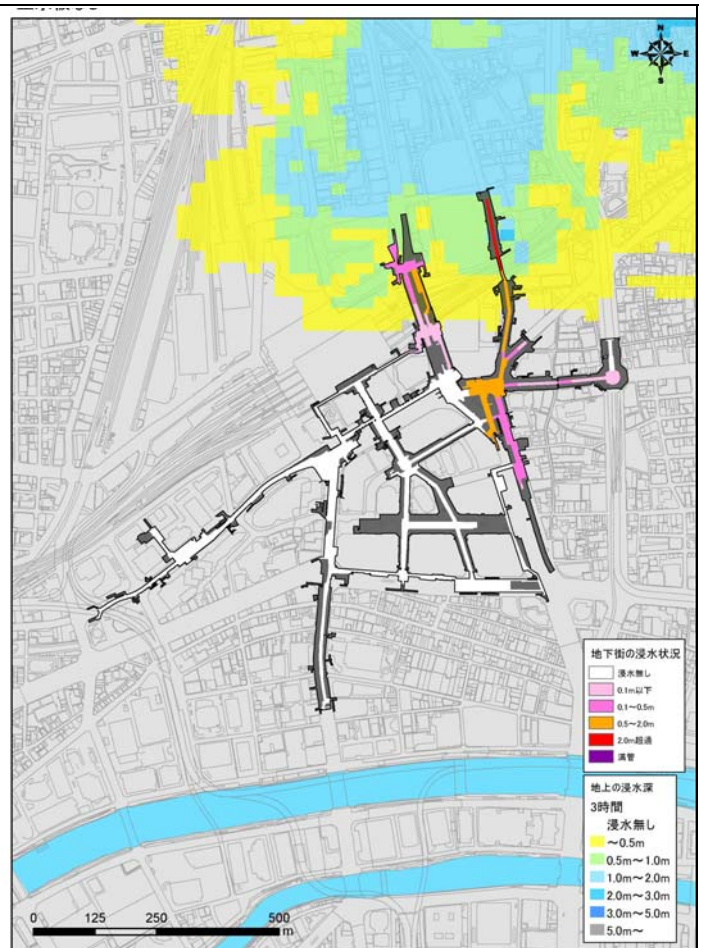 N
W
E
S
地下街の浸水状況
浸水無し
0.1m以下
0.1～0.5m
0.5～2.0m
2.0m超過
満管
地上の浸水深
3時間
浸水無し
～0.5m
0.5m～1.0m
1.0m～2.0m
2.0m～3.0m
3.0m～5.0m
5.0m～
0 125 250 500
m